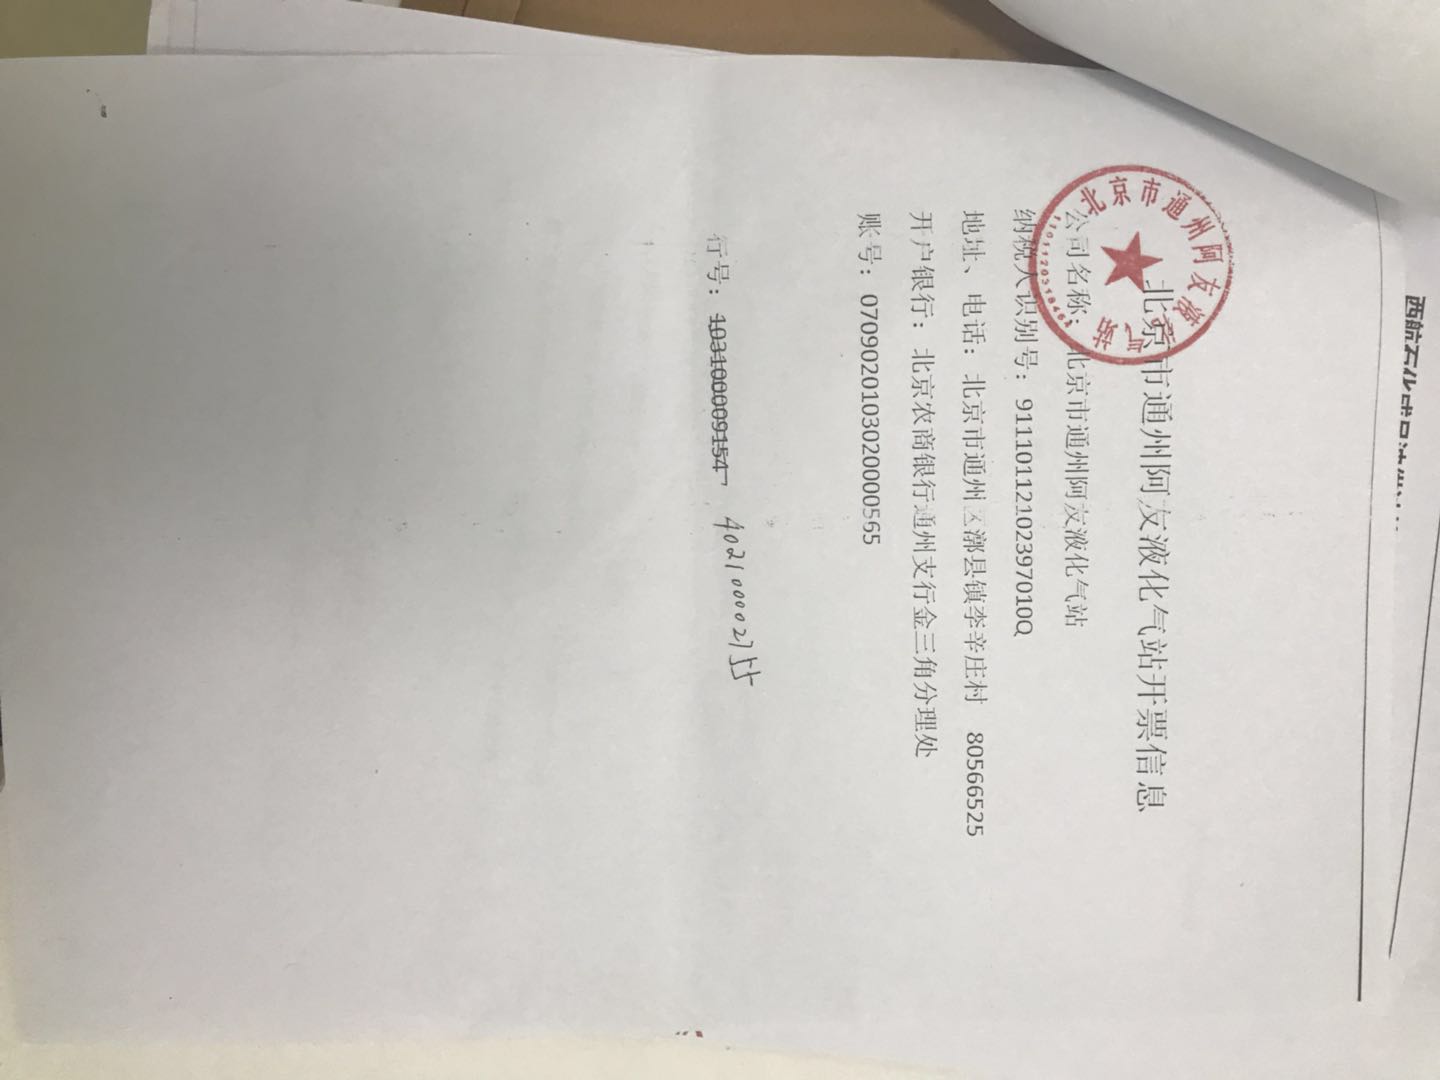 北京市通州阿友液化气站开票信息
公司名称：北京市通州阿友液化气站
纳税人识别号：91110112102397010Q
地址、电话：北京市通州区漷县镇李辛庄村 80566525
开户银行：北京农商银行通州支行金三角分理处
账号：0709020103020000565
行号：103100009154 402100002755
北京市通州阿友液化气站